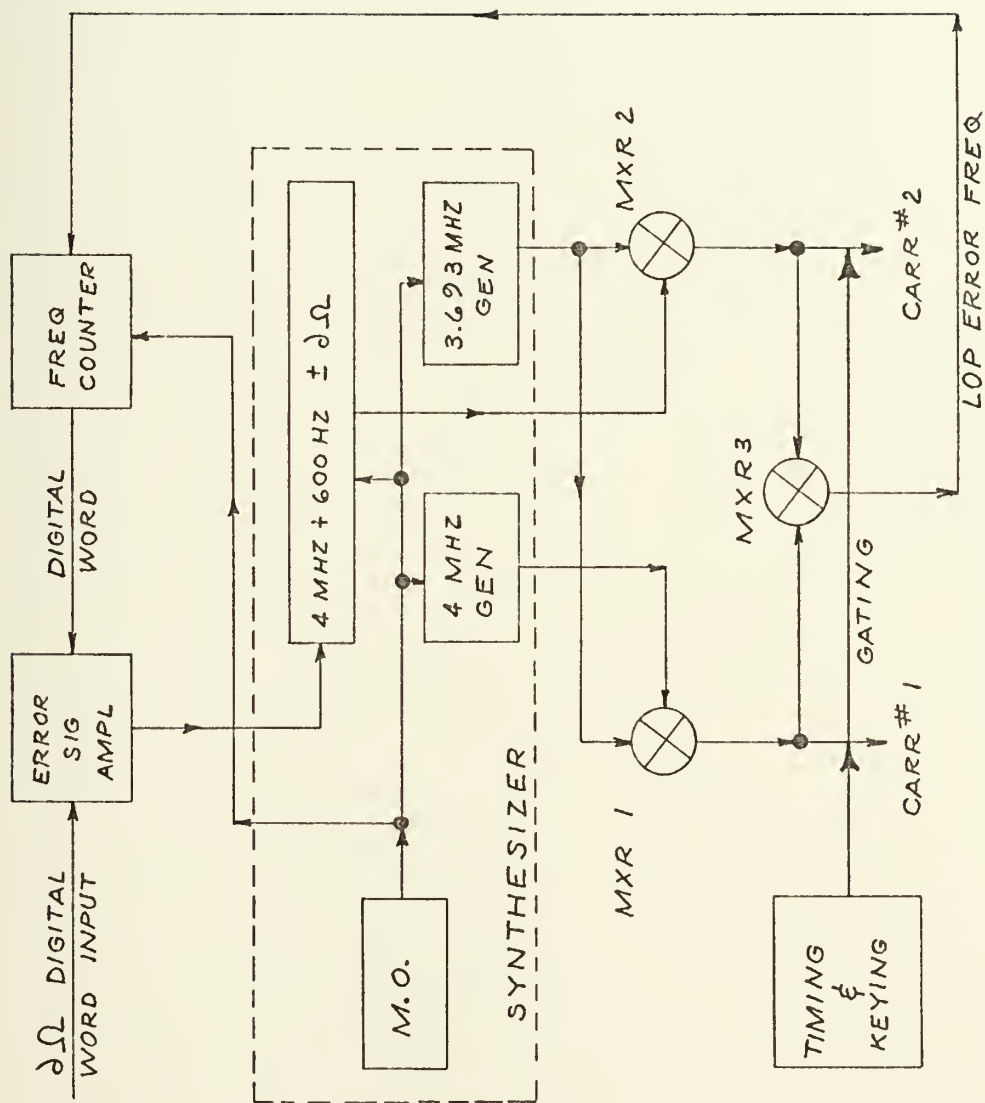 ∂Ω DIGITAL
WORD INPUT
ERROR
SIG
AMPL
DIGITAL
WORD
FREQ
COUNTER
4 MHZ + 600 HZ ± ∂Ω
M.O.
4 MHZ
GEN
3.693 MHZ
GEN
SYNTHESIZER
MXR 1
MXR 2
MXR 3
TIMING
&
KEYING
GATING
CARR #1
CARR #2
LOP ERROR FREQ